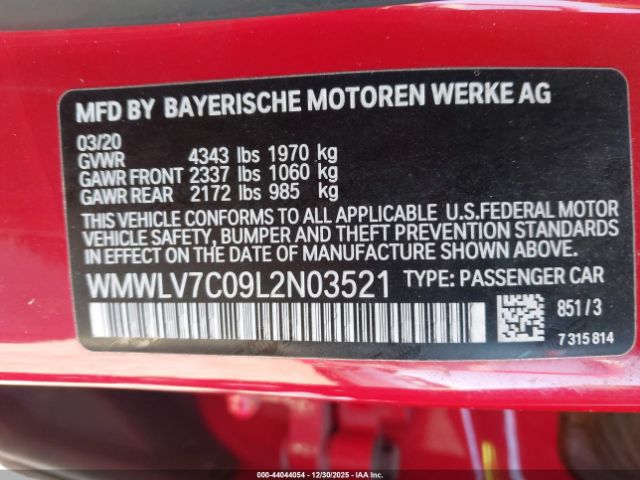 MFD BY BAYERISCHE MOTOREN WERKE AG
03/20
GVWR 4343 lbs 1970 kg
GAWR FRONT 2337 lbs 1060 kg
GAWR REAR 2172 lbs 985 kg
THIS VEHICLE CONFORMS TO ALL APPLICABLE U.S.FEDERAL MOTOR
VEHICLE SAFETY, BUMPER AND THEFT PREVENTION STANDARDS
IN EFFECT ON THE DATE OF MANUFACTURE SHOWN ABOVE.
WMWLV7C09L2N03521 TYPE: PASSENGER CAR
851/3
7 315 814
000-44044054 | 12/30/2025 | IAAI.COM